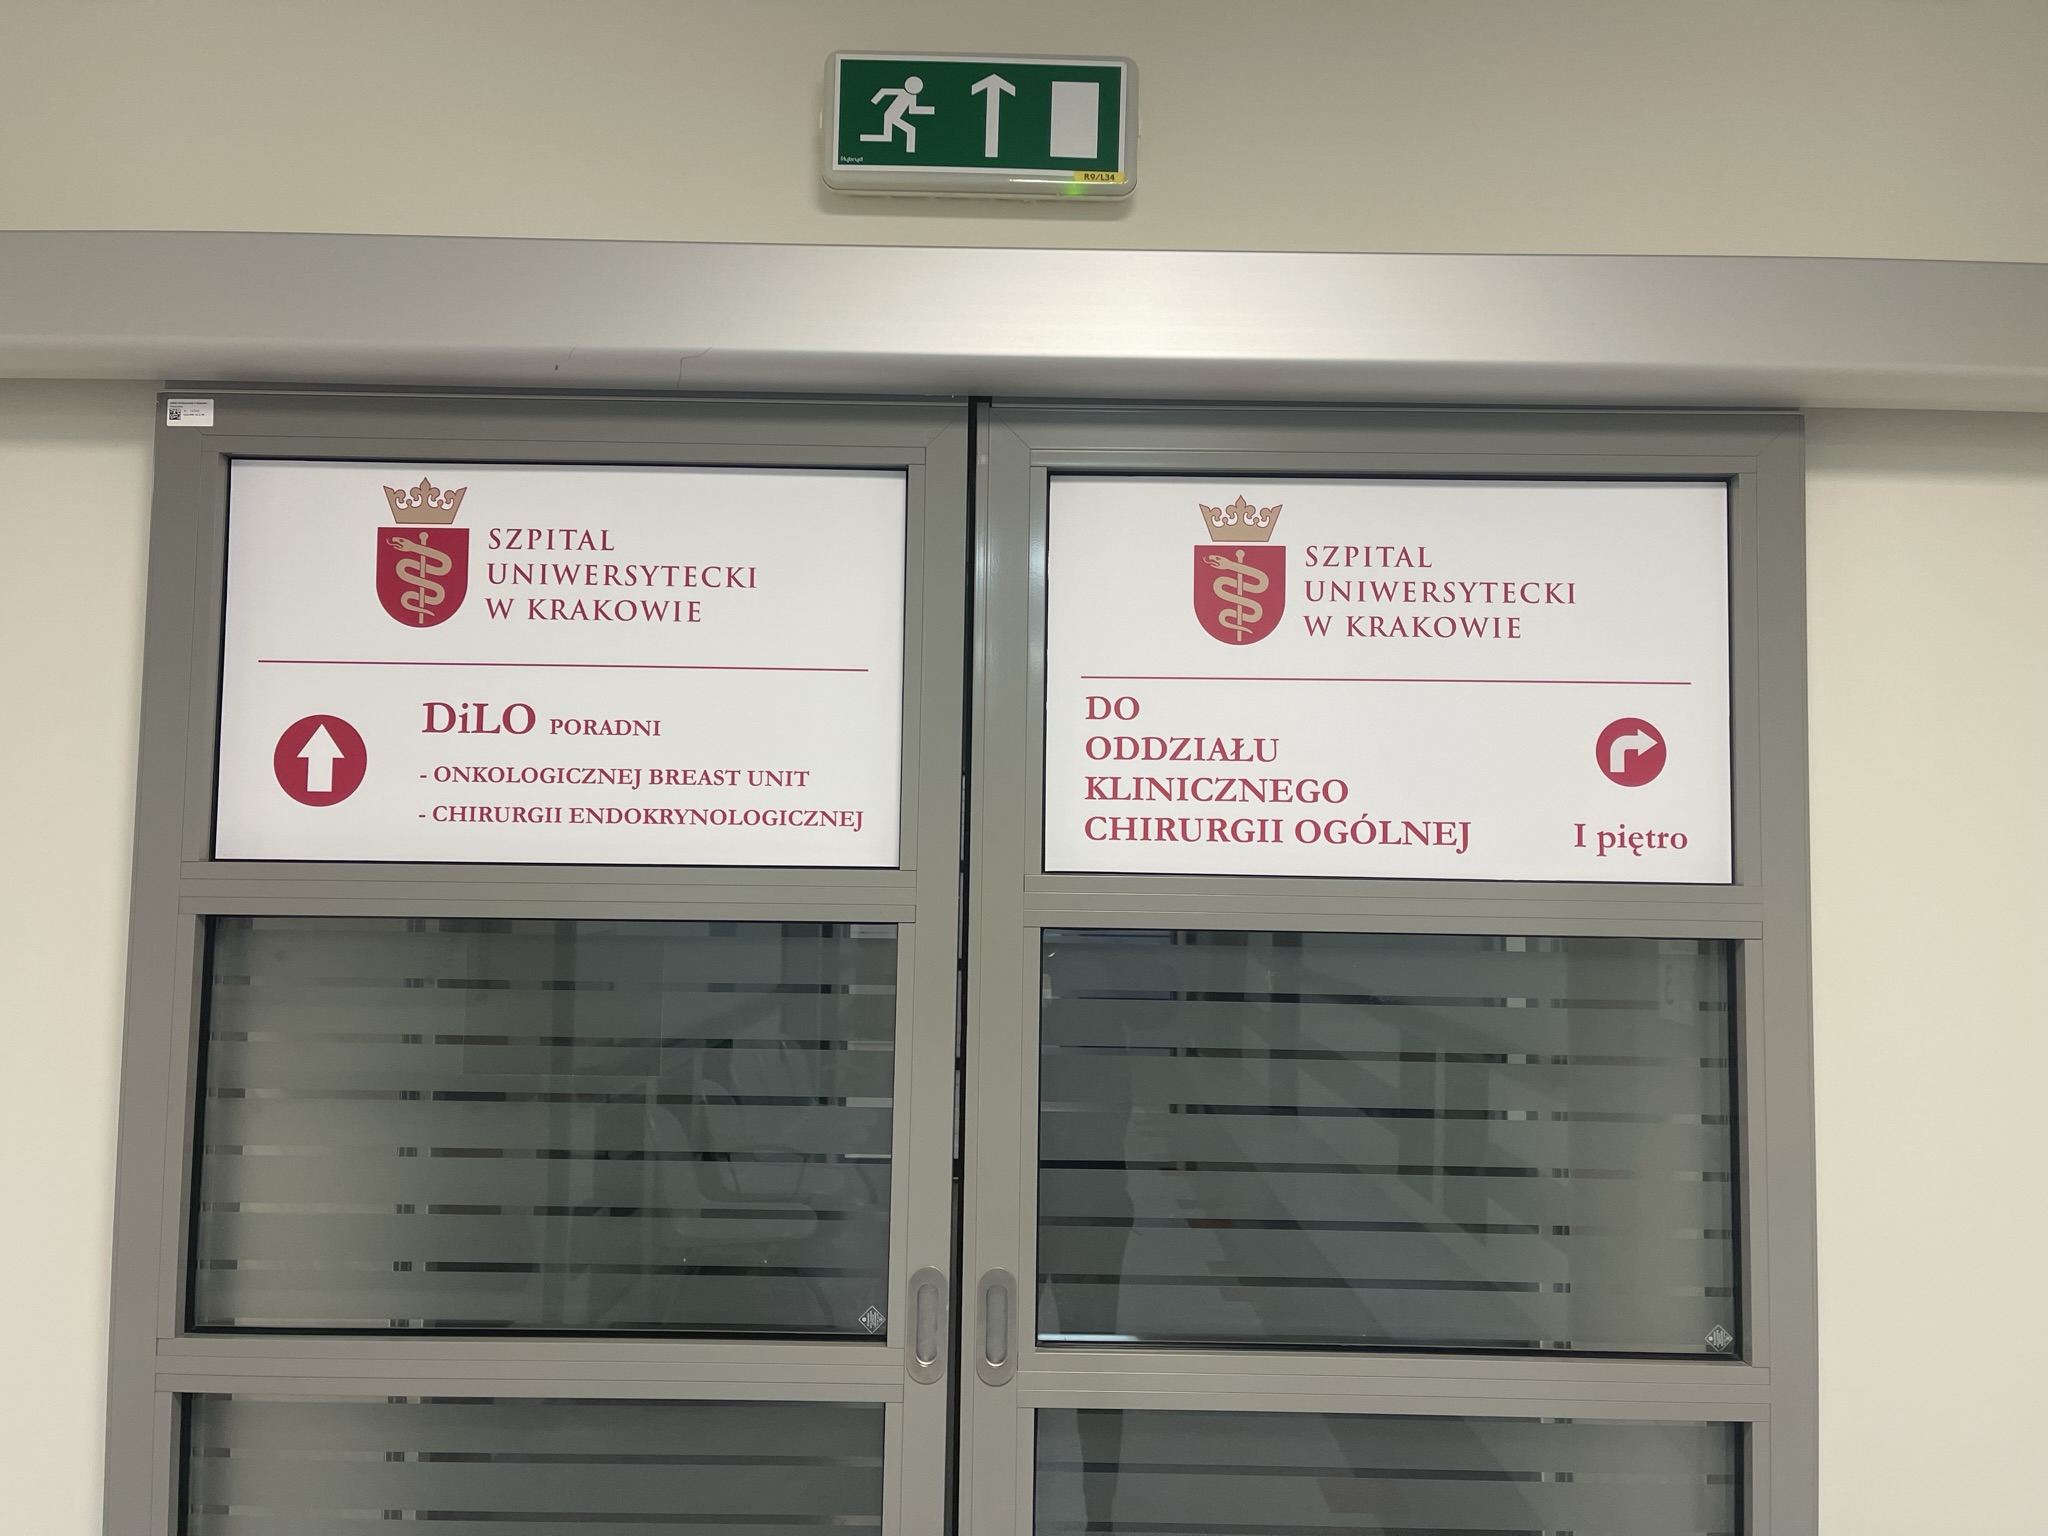 Hybryd
R9/L34
SZPITAL
UNIWERSYTECKI
W KRAKOWIE
DiLO PORADNI
- ONKOLOGICZNEJ BREAST UNIT
- CHIRURGII ENDOKRYNOLOGICZNEJ
SZPITAL
UNIWERSYTECKI
W KRAKOWIE
DO
ODDZIAŁU
KLINICZNEGO
CHIRURGII OGÓLNEJ
I piętro